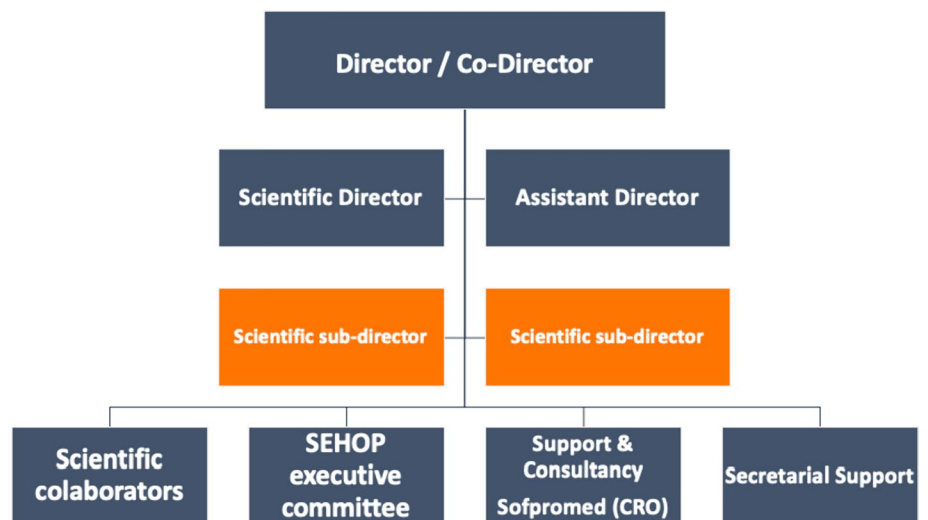 Director / Co-Director
Scientific Director
Assistant Director
Scientific sub-director
Scientific sub-director
Scientific
colaborators
SEHOP
executive
committee
Support &
Consultancy
Sofpromed (CRO)
Secretarial Support